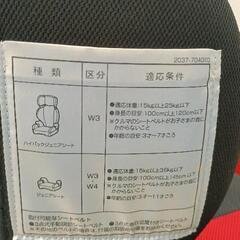 2037-704010
種類 区分 適応条件
ハイバックジュニアシート
W3
●適応体重:15kg以上25kg以下
●身長の目安:100cm以上120cm以下
※クルマのシートベルトがお子さまの首にかからないこと
●年齢の目安:3才~7才ころ
ジュニアシート
W3
W4
●適応体重:15kg以上36kg以下
●身長の目安:100cm以上145cm以下
※クルマのシートベルトがお子さまの首にかからないこと
●年齢の目安:3才~11才ころ
取付可能座席シートベルト